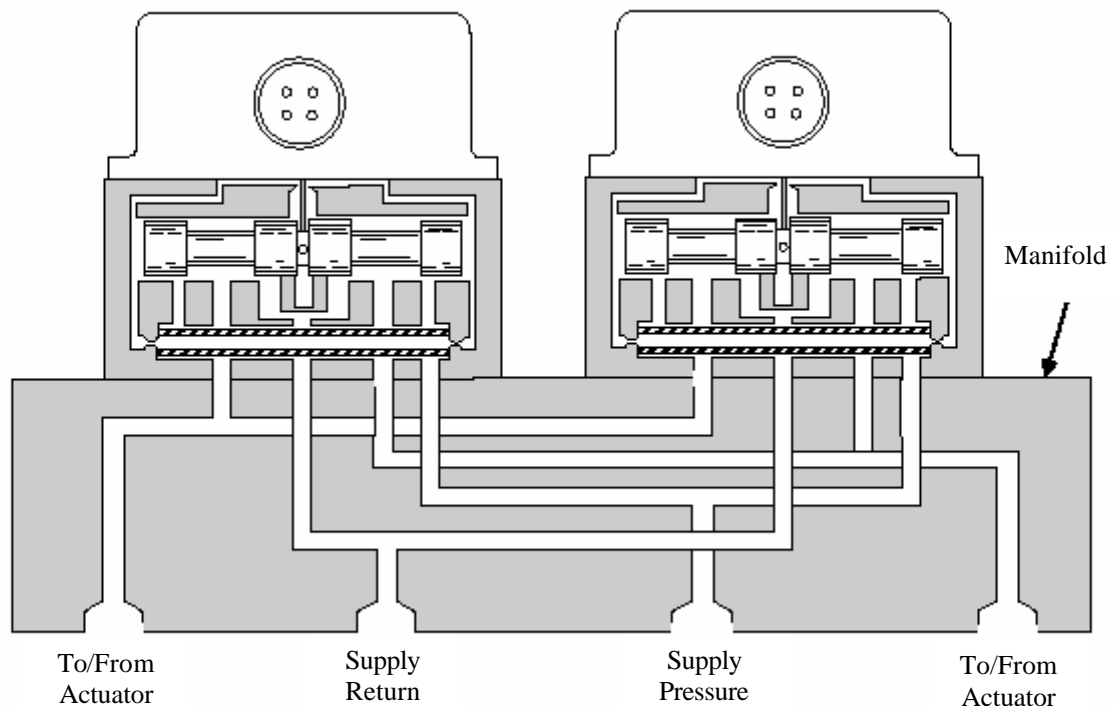 Manifold
To/From
Actuator
Supply
Return
Supply
Pressure
To/From
Actuator